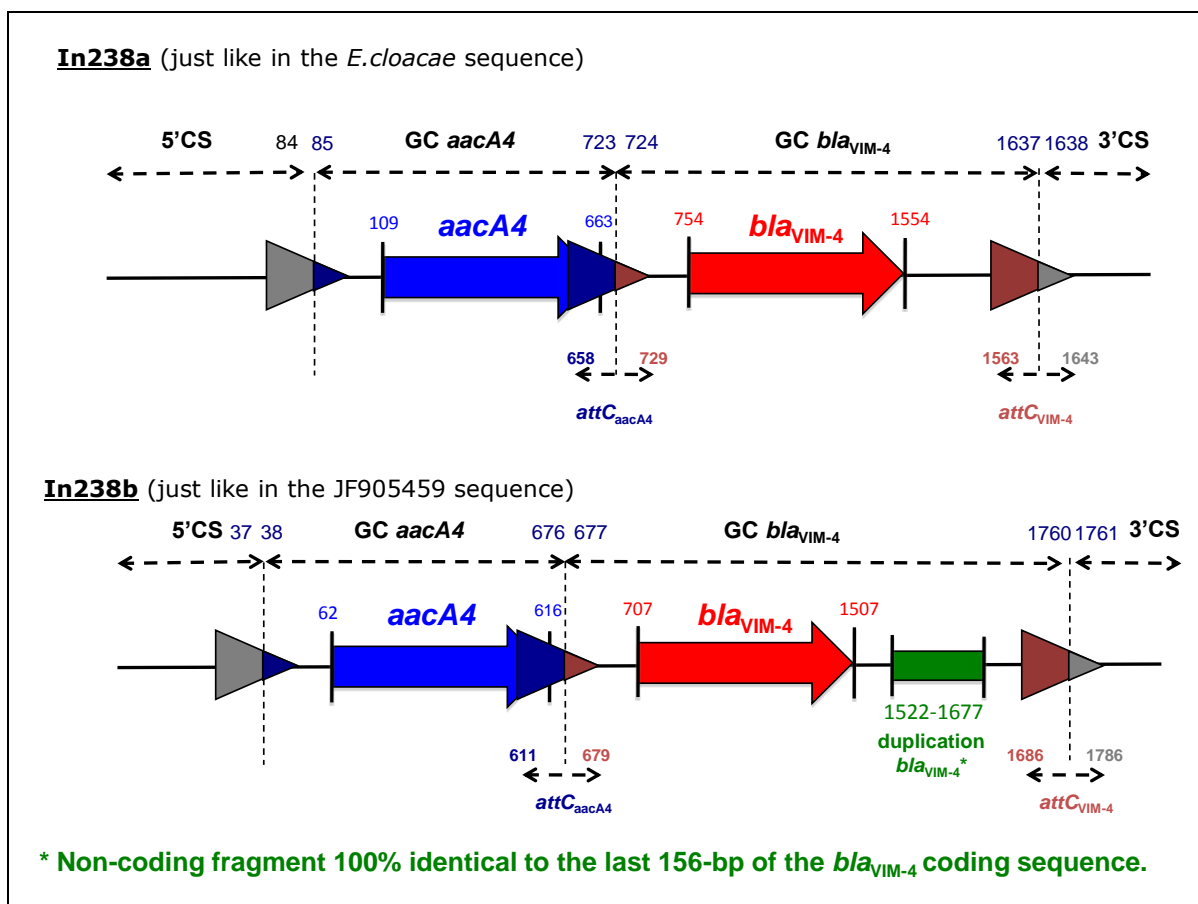 In238a (just like in the E.cloacae sequence)
5'CS 84 85 GC aacA4 723 724 GC blaVIM-4 1637 1638 3'CS
109 aacA4 663 754 blaVIM-4 1554
658 729 1563 1643
attCaacA4 attCVIM-4
In238b (just like in the JF905459 sequence)
5'CS 37 38 GC aacA4 676 677 GC blaVIM-4 1760 1761 3'CS
62 aacA4 616 707 blaVIM-4 1507
1522-1677
duplication
blaVIM-4*
611 679 1686 1786
attCaacA4 attCVIM-4
* Non-coding fragment 100% identical to the last 156-bp of the blaVIM-4 coding sequence.